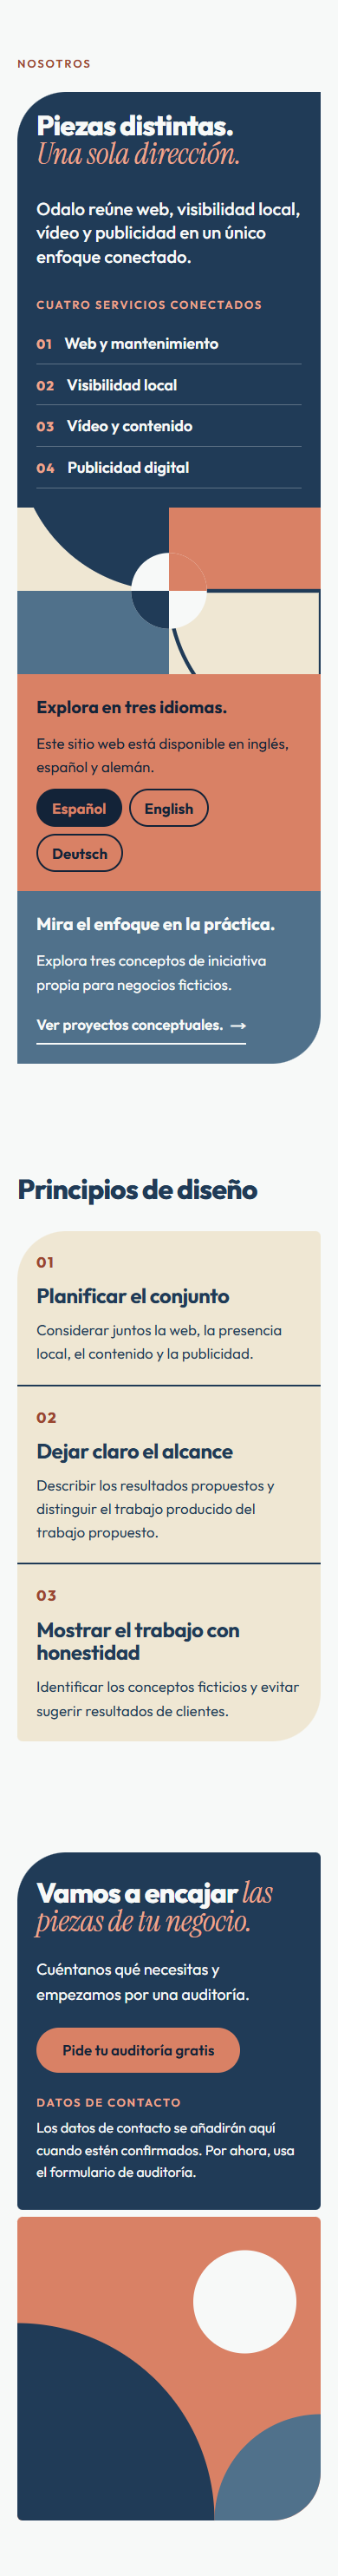 NOSOTROS
Piezas distintas.
Una sola dirección.
Odalo reúne web, visibilidad local,
vídeo y publicidad en un único
enfoque conectado.
CUATRO SERVICIOS CONECTADOS
01 Web y mantenimiento
02 Visibilidad local
03 Vídeo y contenido
04 Publicidad digital
Explora en tres idiomas.
Este sitio web está disponible en inglés,
español y alemán.
Español English
Deutsch
Mira el enfoque en la práctica.
Explora tres conceptos de iniciativa
propia para negocios ficticios.
Ver proyectos conceptuales. →
Principios de diseño
01
Planificar el conjunto
Considerar juntos la web, la presencia
local, el contenido y la publicidad.
02
Dejar claro el alcance
Describir los resultados propuestos y
distinguir el trabajo producido del
trabajo propuesto.
03
Mostrar el trabajo con
honestidad
Identificar los conceptos ficticios y evitar
sugerir resultados de clientes.
Vamos a encajar las
piezas de tu negocio.
Cuéntanos qué necesitas y
empezamos por una auditoría.
Pide tu auditoría gratis
DATOS DE CONTACTO
Los datos de contacto se añadirán aquí
cuando estén confirmados. Por ahora, usa
el formulario de auditoría.